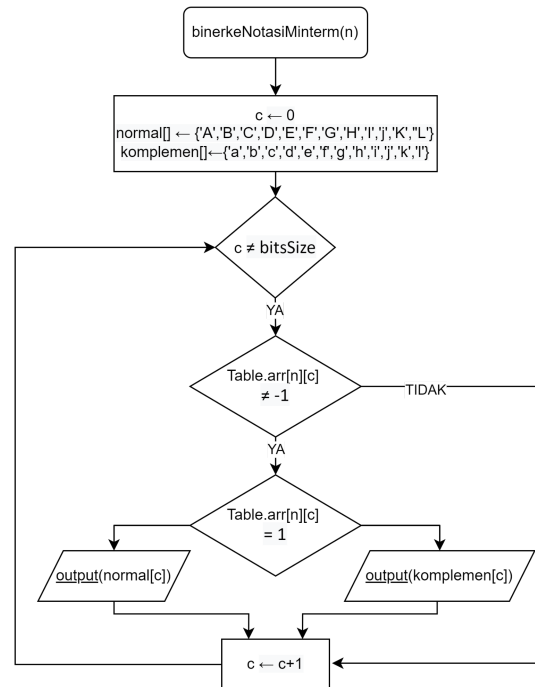 binerkeNotasiMinterm(n)
c ← 0
normal[] ← {'A','B','C','D','E','F','G','H','I','j','K',"L'}
komplemen[]←{'a','b','c','d','e','f','g','h','i','j','k','l'}
c ≠ bitsSize
YA
Table.arr[n][c]
≠ -1
TIDAK
YA
Table.arr[n][c]
= 1
output(normal[c])
output(komplemen[c])
c ← c+1